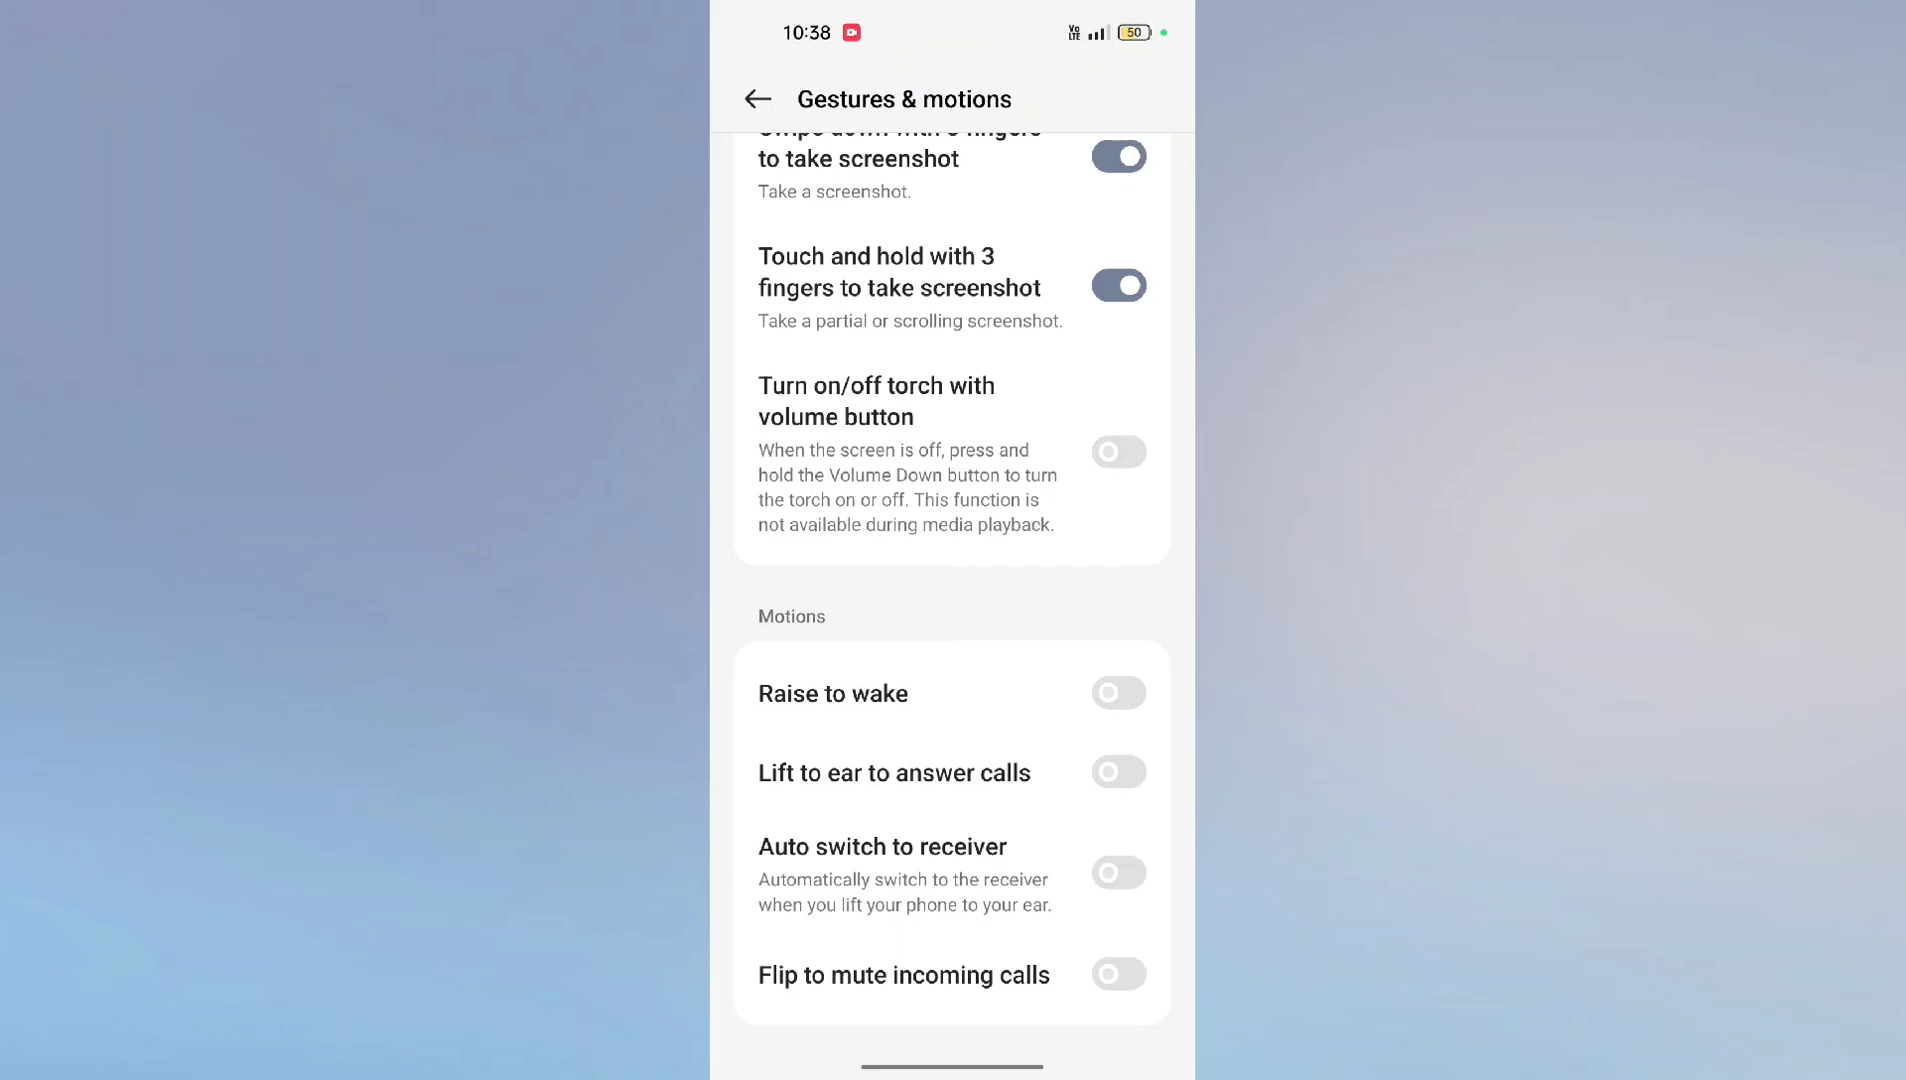 10:38
Vo
LTE
50
Gestures & motions
to take screenshot
Take a screenshot.
Touch and hold with 3
fingers to take screenshot
Take a partial or scrolling screenshot.
Turn on/off torch with
volume button
When the screen is off, press and
hold the Volume Down button to turn
the torch on or off. This function is
not available during media playback.
Motions
Raise to wake
Lift to ear to answer calls
Auto switch to receiver
Automatically switch to the receiver
when you lift your phone to your ear.
Flip to mute incoming calls